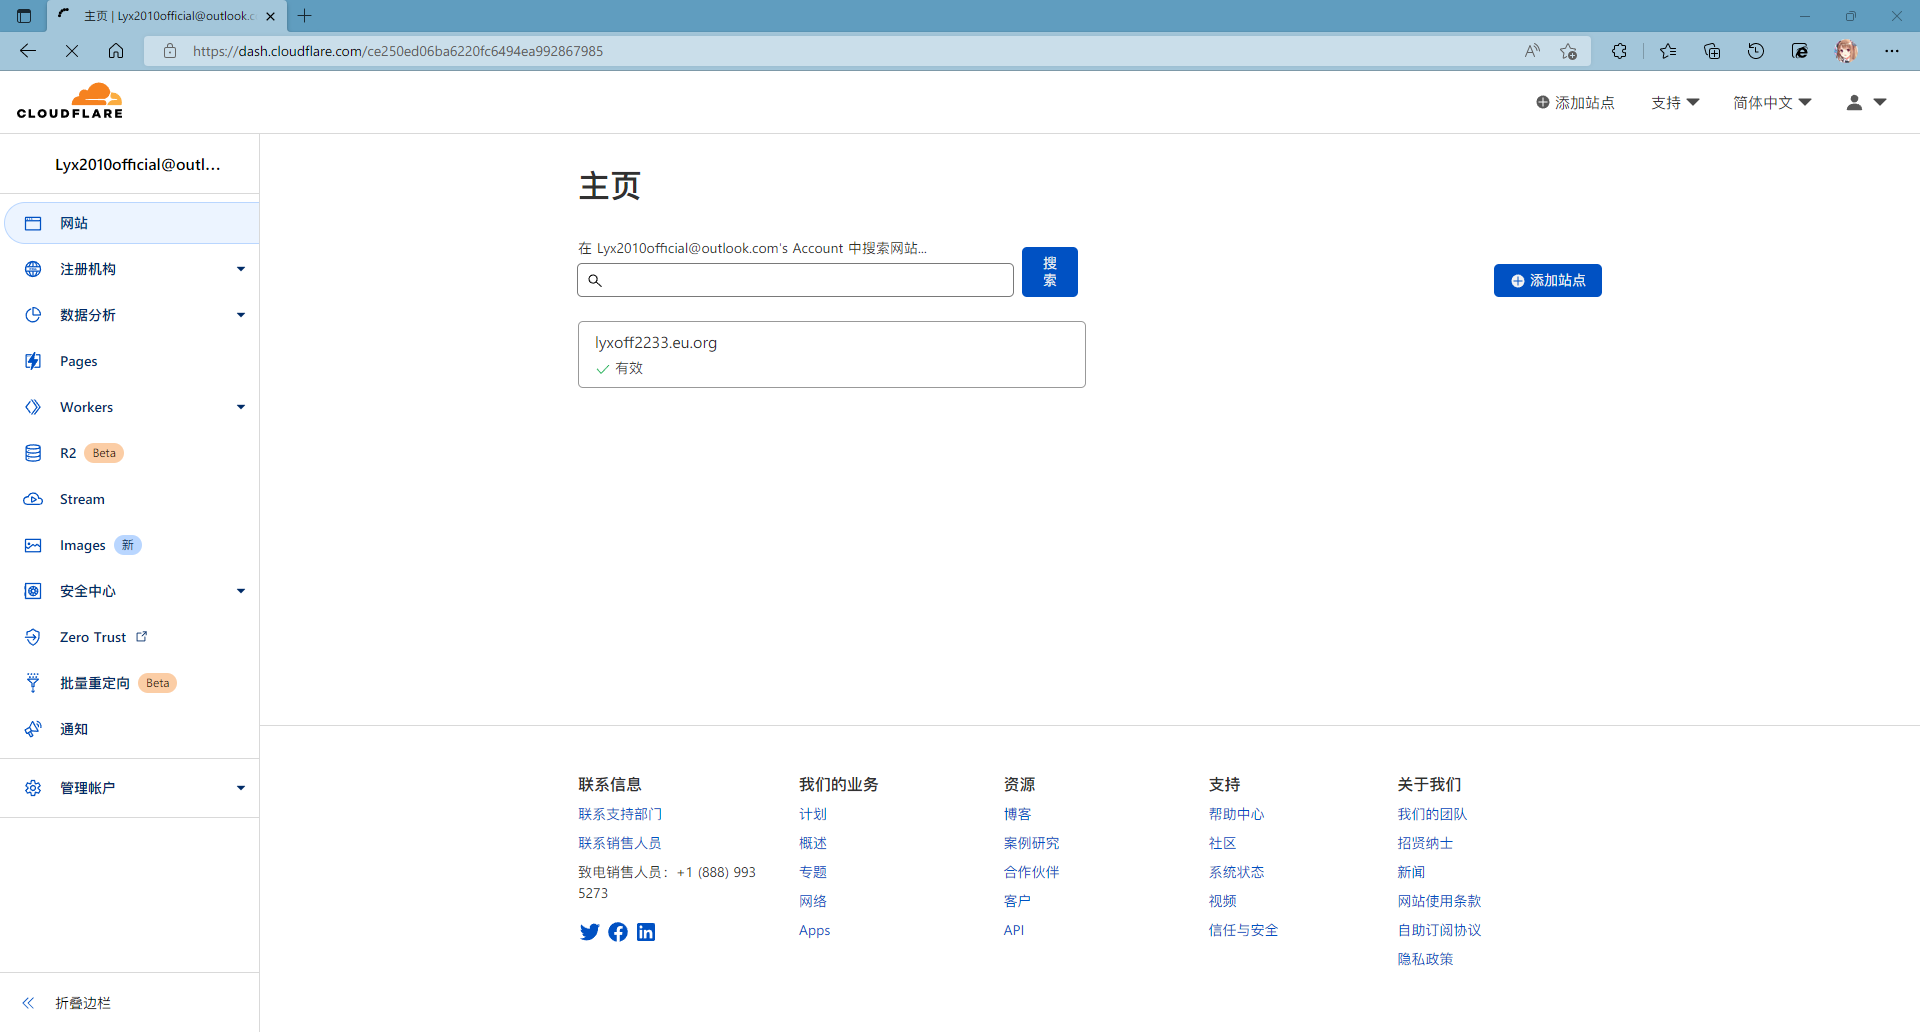 主页 | Lyx2010official@outlook.c
https://dash.cloudflare.com/ce250ed06ba6220fc6494ea992867985
CLOUDFLARE
添加站点
支持
简体中文
Lyx2010official@outl...
网站
注册机构
数据分析
Pages
Workers
R2 Beta
Stream
Images 新
安全中心
Zero Trust
批量重定向 Beta
通知
管理帐户
折叠边栏
主页
在 Lyx2010official@outlook.com's Account 中搜索网站...
搜
索
添加站点
lyxoff2233.eu.org
有效
联系信息
联系支持部门
联系销售人员
致电销售人员：+1 (888) 993
5273
我们的业务
计划
概述
专题
网络
Apps
资源
博客
案例研究
合作伙伴
客户
API
支持
帮助中心
社区
系统状态
视频
信任与安全
关于我们
我们的团队
招贤纳士
新闻
网站使用条款
自助订阅协议
隐私政策